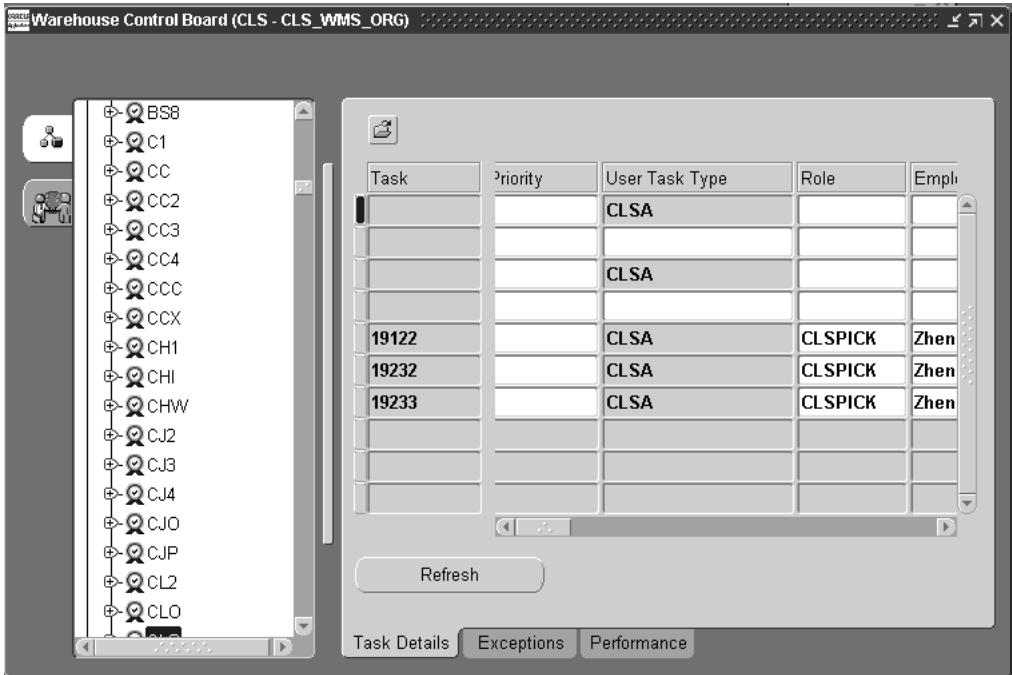 Warehouse Control Board (CLS - CLS_WMS_ORG)
BS8
C1
CC
CC2
CC3
CC4
CCC
CCX
CH1
CHI
CHW
CJ2
CJ3
CJ4
CJO
CJP
CL2
CLO
Task Priority User Task Type Role Emplo
CLSA
CLSA
19122 CLSA CLSPICK Zhen
19232 CLSA CLSPICK Zhen
19233 CLSA CLSPICK Zhen
Refresh
Task Details Exceptions Performance